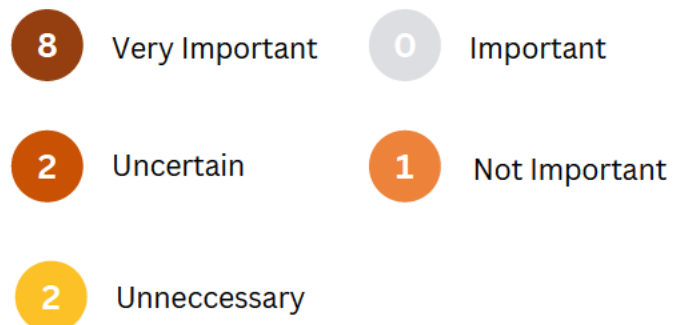 8 Very Important 0 Important
2 Uncertain 1 Not Important
2 Unneccessary